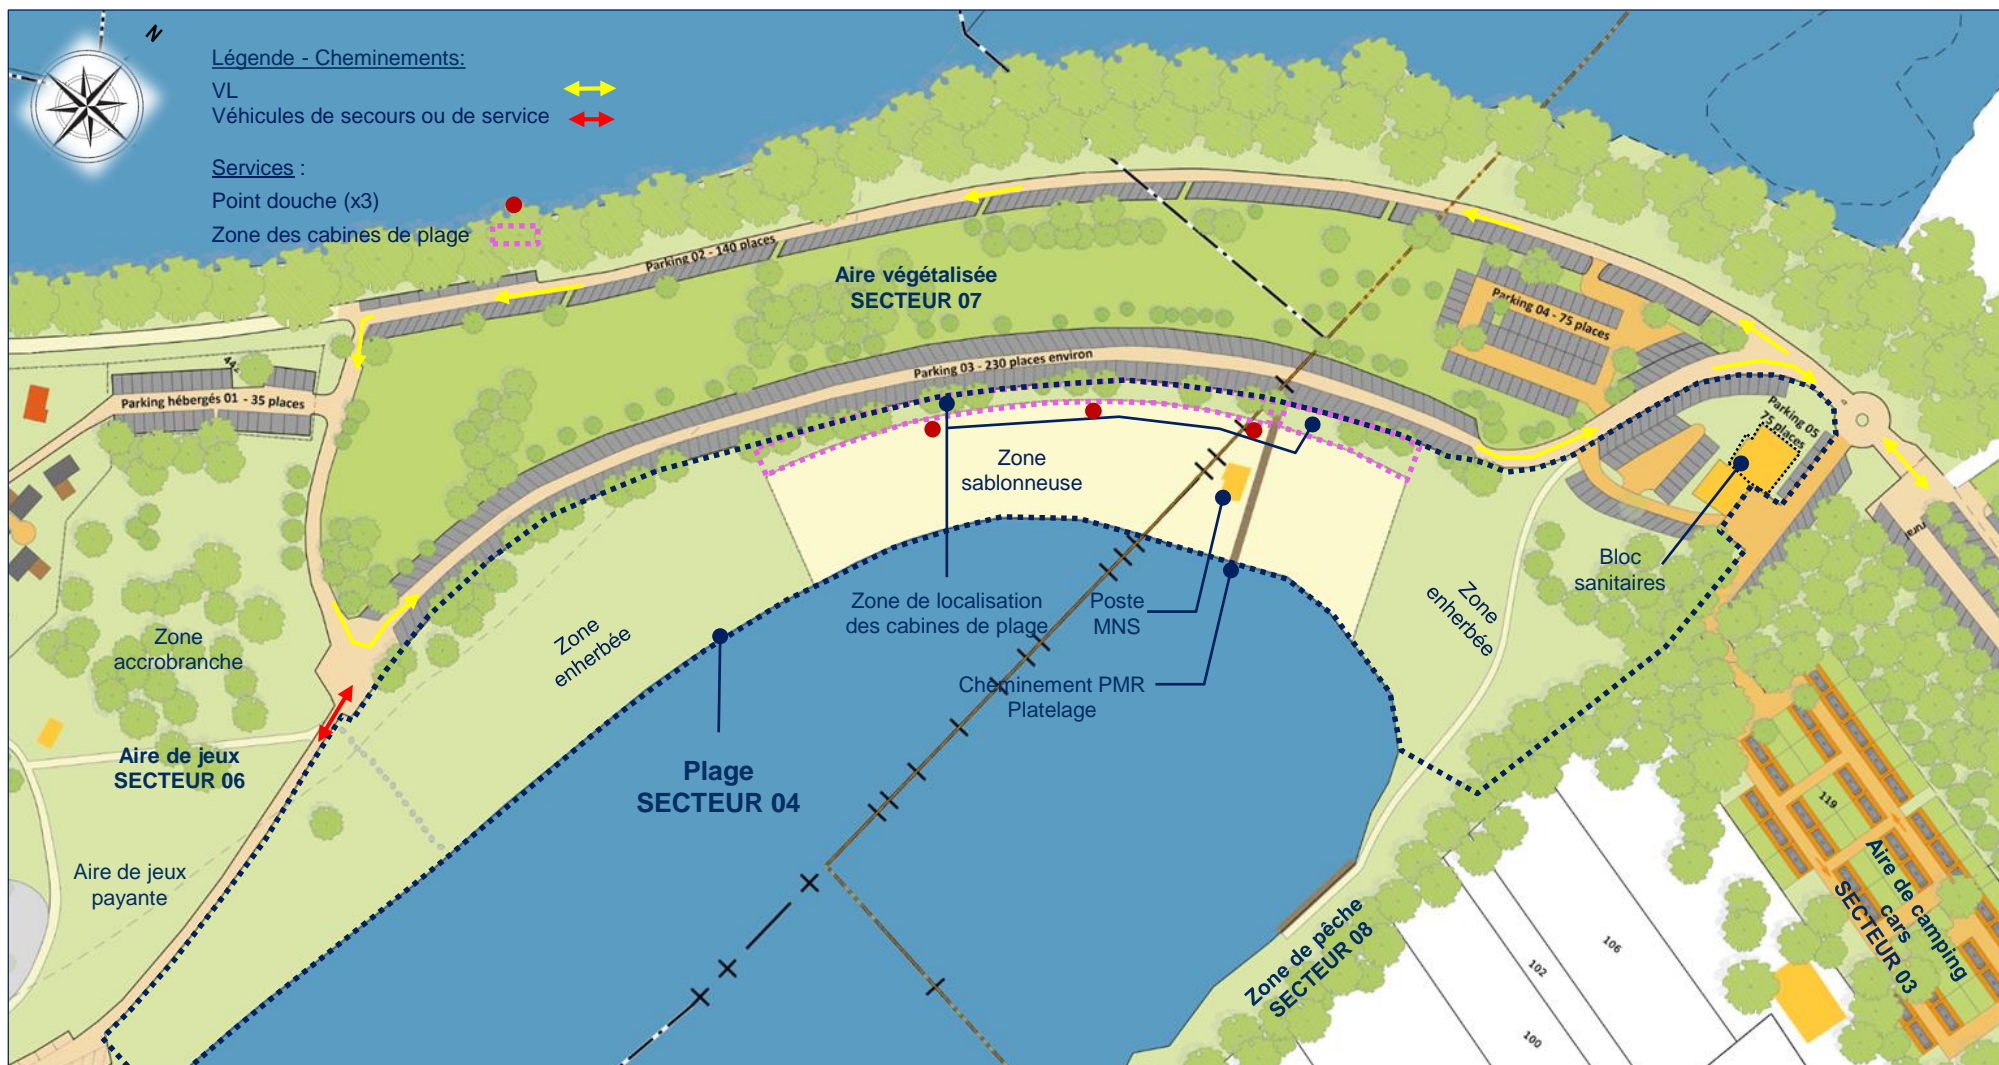 N
Légende - Cheminements:
VL
Véhicules de secours ou de service
Services :
Point douche (x3)
Zone des cabines de plage
Parking 02 - 140 places
Aire végétalisée
SECTEUR 07
Parking 04 - 75 places
Parking 03 - 230 places environ
Parking hébergés 01 - 35 places
Parking 05
75 places
Zone
sablonneuse
rural
Bloc
sanitaires
Zone de localisation
des cabines de plage
Poste
MNS
Zone
enherbée
Zone
enherbée
Zone
accrobranche
Cheminement PMR
Platelage
Aire de jeux
SECTEUR 06
Plage
SECTEUR 04
Aire de jeux
payante
Zone de pêche
SECTEUR 08
Aire de camping
cars
SECTEUR 03
119
106
102
100